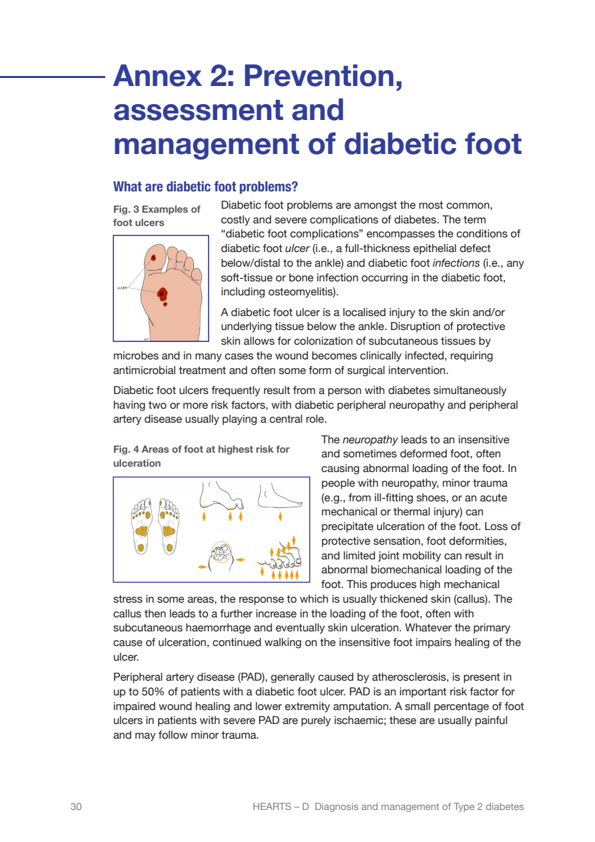 Annex 2: Prevention,
assessment and
management of diabetic foot
What are diabetic foot problems?
Fig. 3 Examples of
foot ulcers
ULCER
Diabetic foot problems are amongst the most common,
costly and severe complications of diabetes. The term
“diabetic foot complications” encompasses the conditions of
diabetic foot ulcer (i.e., a full-thickness epithelial defect
below/distal to the ankle) and diabetic foot infections (i.e., any
soft-tissue or bone infection occurring in the diabetic foot,
including osteomyelitis).
A diabetic foot ulcer is a localised injury to the skin and/or
underlying tissue below the ankle. Disruption of protective
skin allows for colonization of subcutaneous tissues by
microbes and in many cases the wound becomes clinically infected, requiring
antimicrobial treatment and often some form of surgical intervention.
Diabetic foot ulcers frequently result from a person with diabetes simultaneously
having two or more risk factors, with diabetic peripheral neuropathy and peripheral
artery disease usually playing a central role.
Fig. 4 Areas of foot at highest risk for
ulceration
The neuropathy leads to an insensitive
and sometimes deformed foot, often
causing abnormal loading of the foot. In
people with neuropathy, minor trauma
(e.g., from ill-fitting shoes, or an acute
mechanical or thermal injury) can
precipitate ulceration of the foot. Loss of
protective sensation, foot deformities,
and limited joint mobility can result in
abnormal biomechanical loading of the
foot. This produces high mechanical
stress in some areas, the response to which is usually thickened skin (callus). The
callus then leads to a further increase in the loading of the foot, often with
subcutaneous haemorrhage and eventually skin ulceration. Whatever the primary
cause of ulceration, continued walking on the insensitive foot impairs healing of the
ulcer.
Peripheral artery disease (PAD), generally caused by atherosclerosis, is present in
up to 50% of patients with a diabetic foot ulcer. PAD is an important risk factor for
impaired wound healing and lower extremity amputation. A small percentage of foot
ulcers in patients with severe PAD are purely ischaemic; these are usually painful
and may follow minor trauma.
30
HEARTS – D Diagnosis and management of Type 2 diabetes